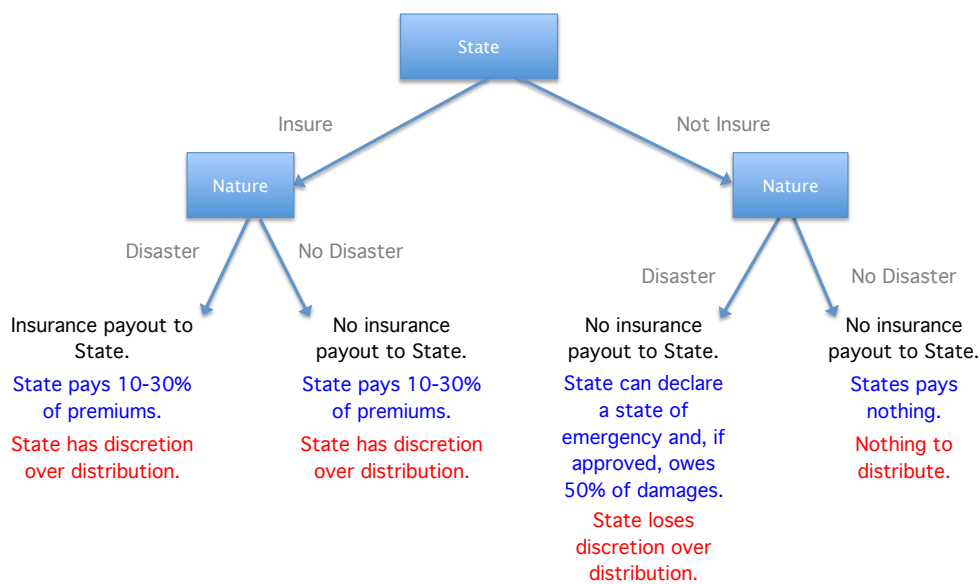 State
Insure
Not Insure
Nature
Nature
Disaster
No Disaster
Disaster
No Disaster
Insurance payout to
State.
State pays 10-30%
of premiums.
State has discretion
over distribution.
No insurance
payout to State.
State pays 10-30%
of premiums.
State has discretion
over distribution.
No insurance
payout to State.
State can declare
a state of
emergency and, if
approved, owes
50% of damages.
State loses
discretion over
distribution.
No insurance
payout to State.
States pays
nothing.
Nothing to
distribute.